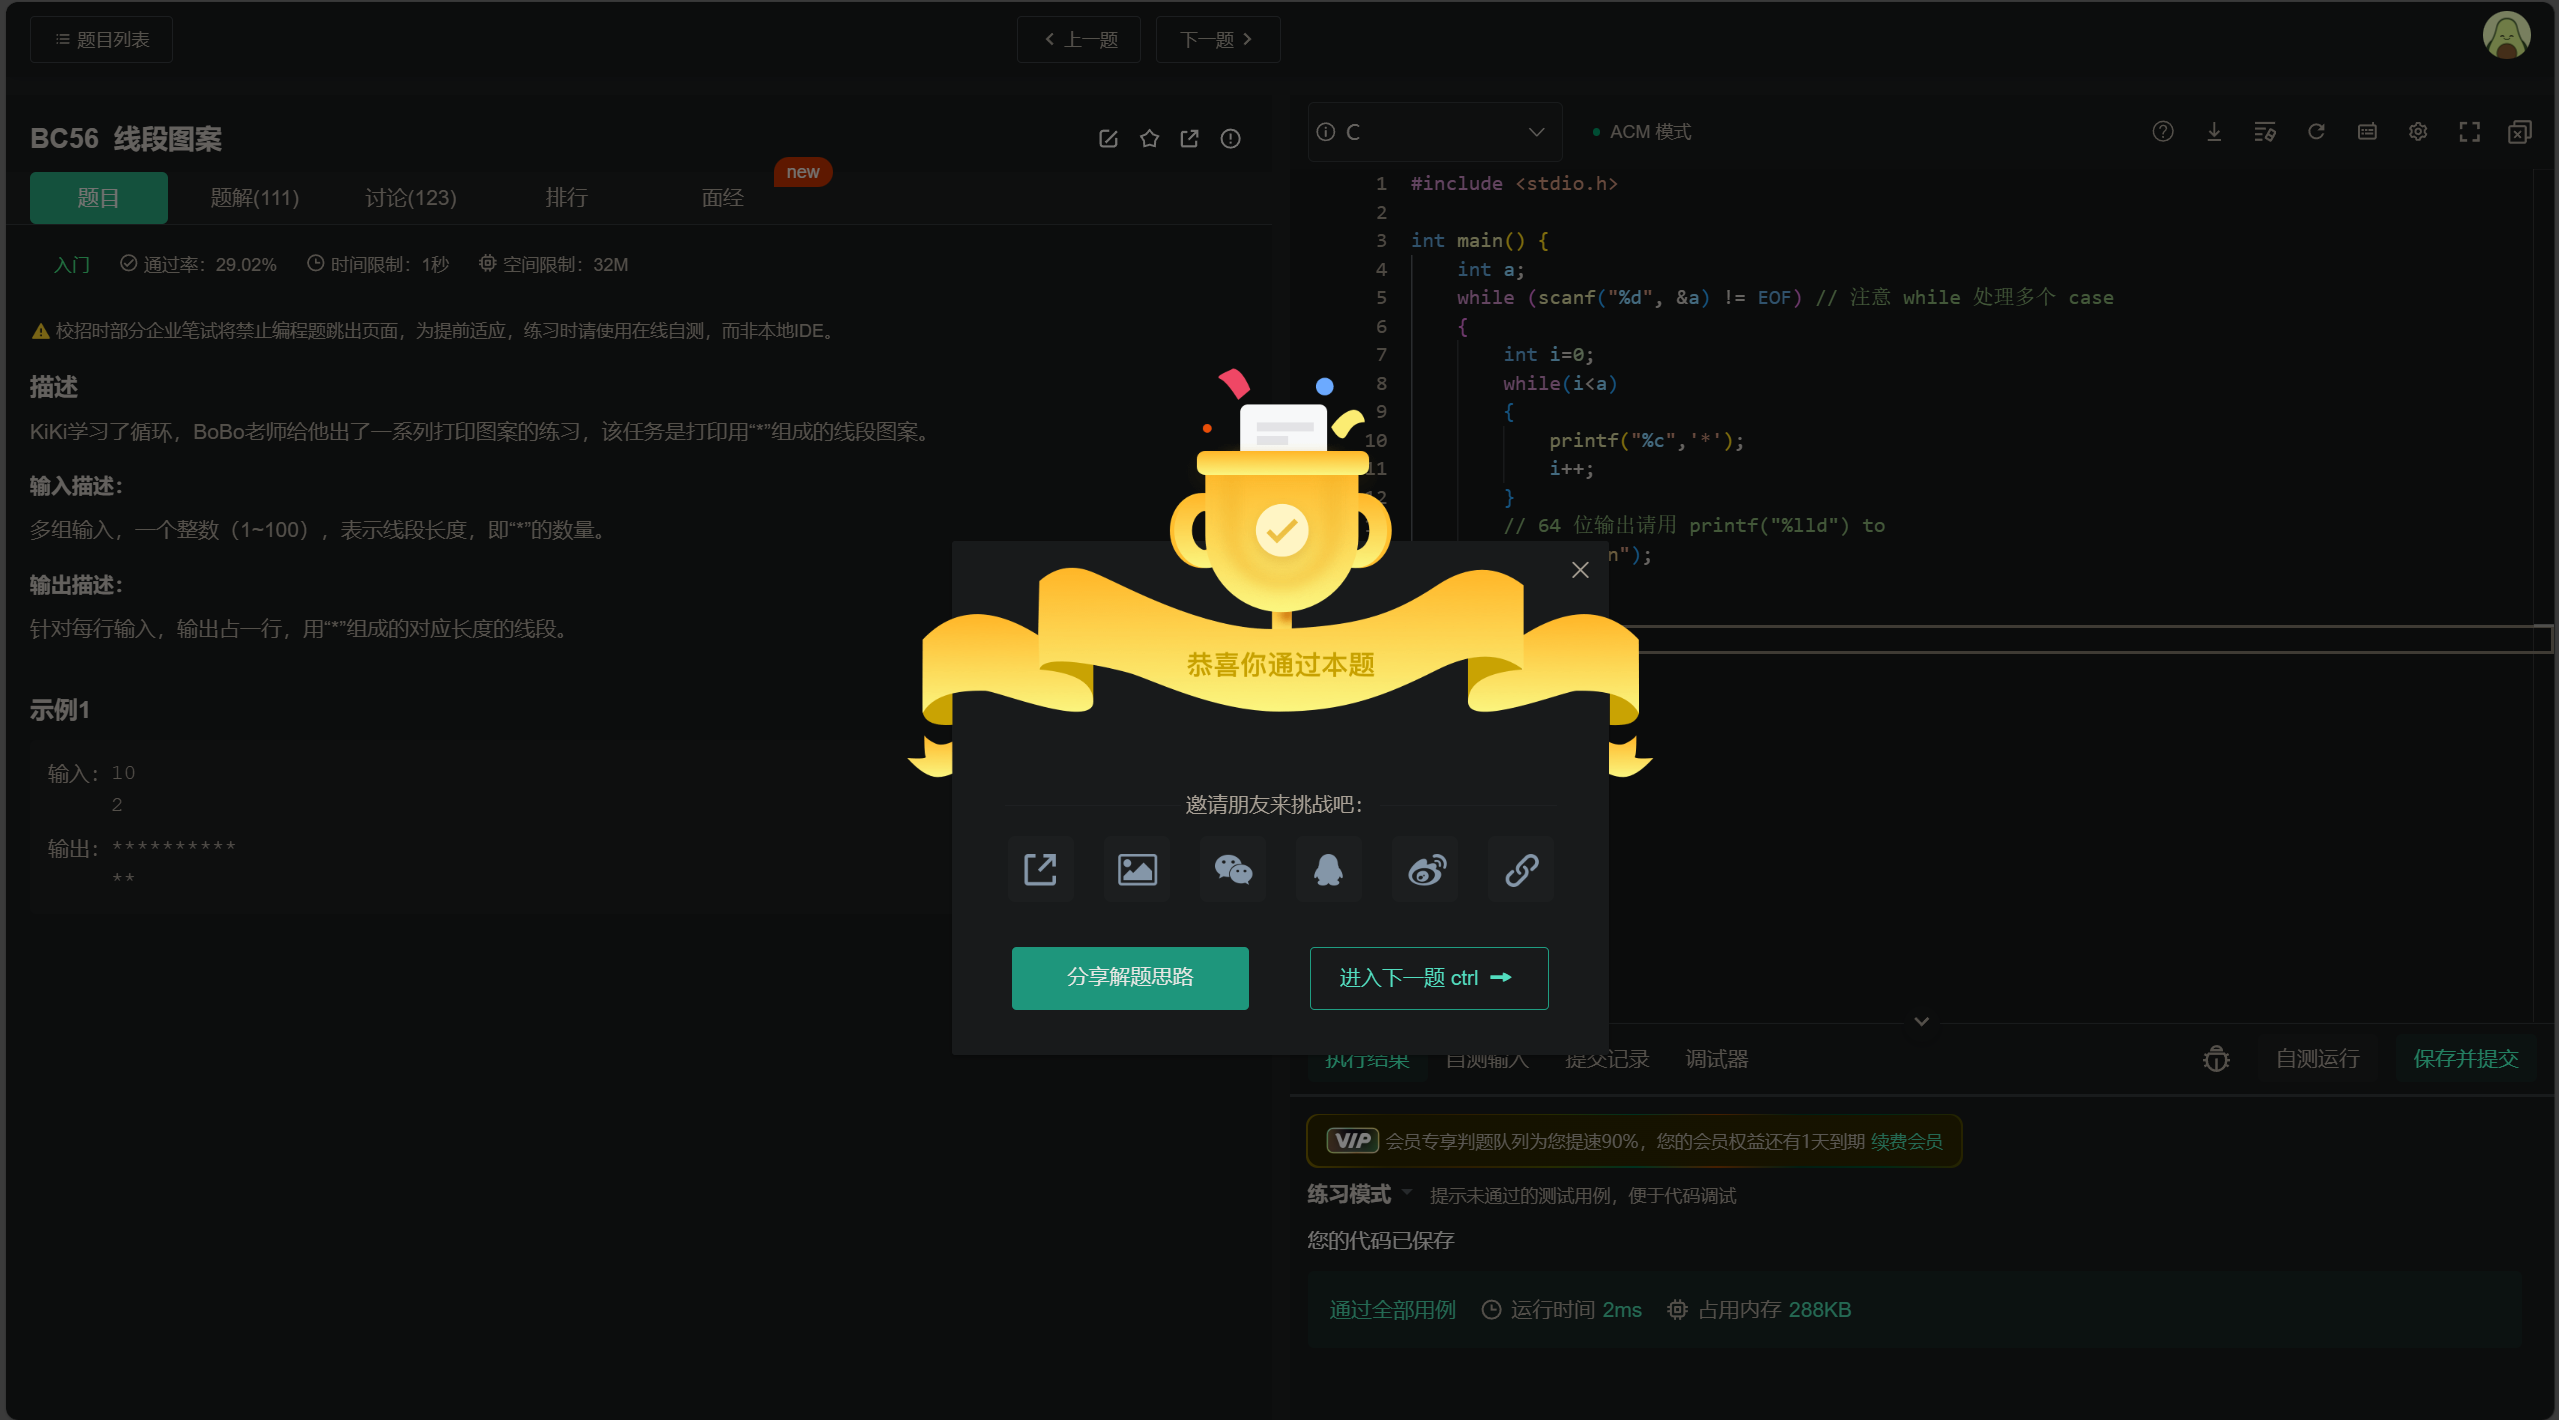 题目列表
上一题
下一题
BC56 线段图案
题目
题解(111)
讨论(123)
排行
面经
new
入门
通过率：29.02%
时间限制：1秒
空间限制：32M
校招时部分企业笔试将禁止编程题跳出页面，为提前适应，练习时请使用在线自测，而非本地IDE。
描述
KiKi学习了循环，BoBo老师给他出了一系列打印图案的练习，该任务是打印用“*”组成的线段图案。
输入描述：
多组输入，一个整数（1~100），表示线段长度，即“*”的数量。
输出描述：
针对每行输入，输出占一行，用“*”组成的对应长度的线段。
示例1
输入：10
2
输出：**********
**
C
ACM 模式
1 #include <stdio.h>
2
3 int main() {
4 int a;
5 while (scanf("%d", &a) != EOF) // 注意 while 处理多个 case
6 {
7 int i=0;
8 while(i<a)
9 {
10 printf("%c",'*');
11 i++;
12 }
// 64 位输出请用 printf("%lld") to
n");
恭喜你通过本题
邀请朋友来挑战吧：
分享解题思路
进入下一题 ctrl
执行结果
自测输入
提交记录
调试器
自测运行
保存并提交
VIP 会员专享判题队列为您提速90%，您的会员权益还有1天到期 续费会员
练习模式
提示未通过的测试用例，便于代码调试
您的代码已保存
通过全部用例
运行时间 2ms
占用内存 288KB